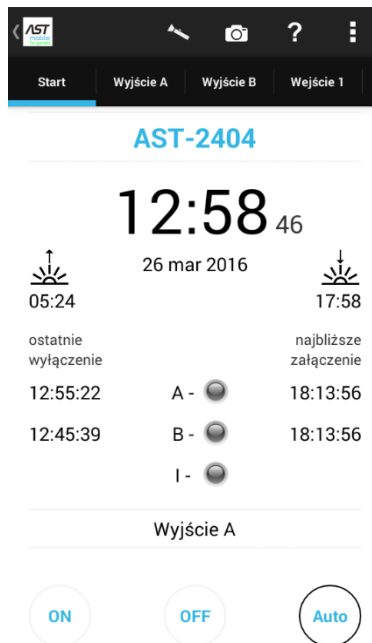 AST
mobile
?
Start Wyjście A Wyjście B Wejście 1
AST-2404
12:58 46
26 mar 2016
05:24 17:58
ostatnie najbliższe
wyłączenie załączenie
12:55:22 A - 18:13:56
12:45:39 B - 18:13:56
I -
Wyjście A
ON OFF Auto